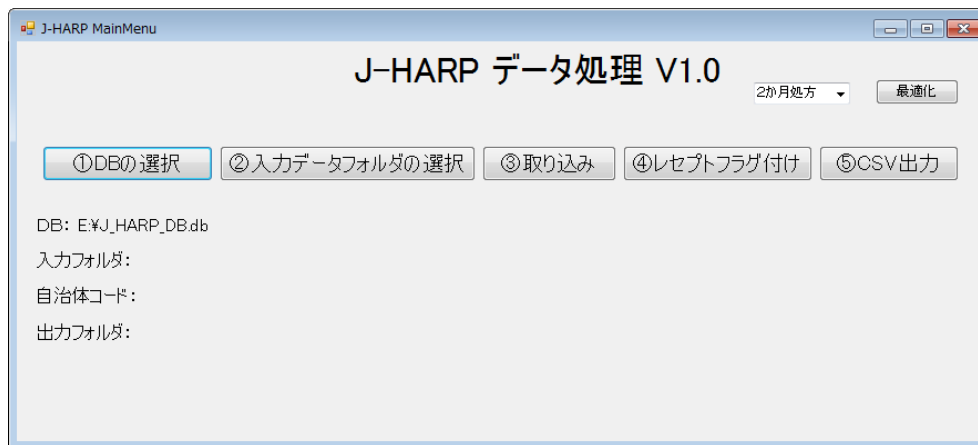 J-HARP MainMenu
J-HARP データ処理 V1.0
2か月処方 最適化
①DBの選択 ②入力データフォルダの選択 ③取り込み ④レセプトフラグ付け ⑤CSV出力
DB: E:¥J_HARP_DB.db
入力フォルダ:
自治体コード:
出力フォルダ: